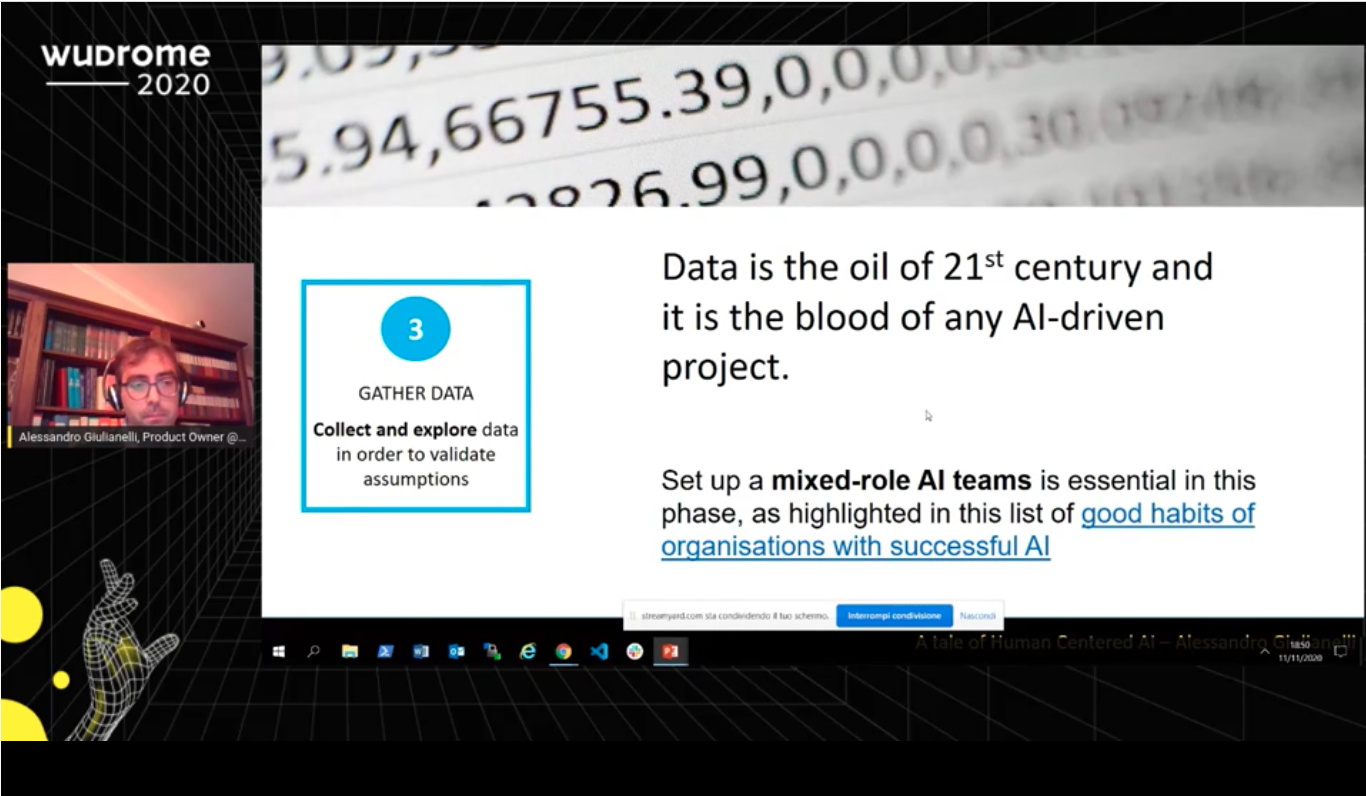 WUDrome
2020
9.09,3
5.94,66755.39,0,0,0,0,30.
42826.99,0,0,0,0,30.
3
GATHER DATA
Collect and explore data
in order to validate
assumptions
Data is the oil of 21st century and
it is the blood of any AI-driven
project.
Set up a mixed-role AI teams is essential in this
phase, as highlighted in this list of good habits of
organisations with successful AI
Alessandro Giulianelli, Product Owner @...
streamyard.com sta condividendo il tuo schermo.
Interrompi condivisione
Nascondi
A tale of Human Centered AI – Alessandro Giulianelli
18:50
11/11/2020